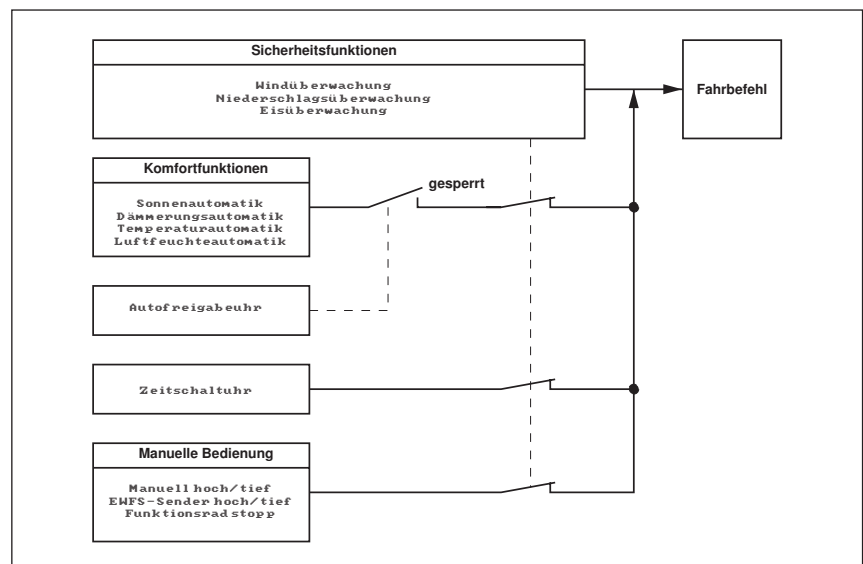 Sicherheitsfunktionen
Windüberwachung
Niederschlagsüberwachung
Eisüberwachung
Fahrbefehl
Komfortfunktionen
Sonnenautomatik
Dämmerungsautomatik
Temperaturautomatik
Luftfeuchteautomatik
gesperrt
Autofreigabeuhr
Zeitschaltuhr
Manuelle Bedienung
Manuell hoch/tief
EWFS-Sender hoch/tief
Funktionsrad stopp